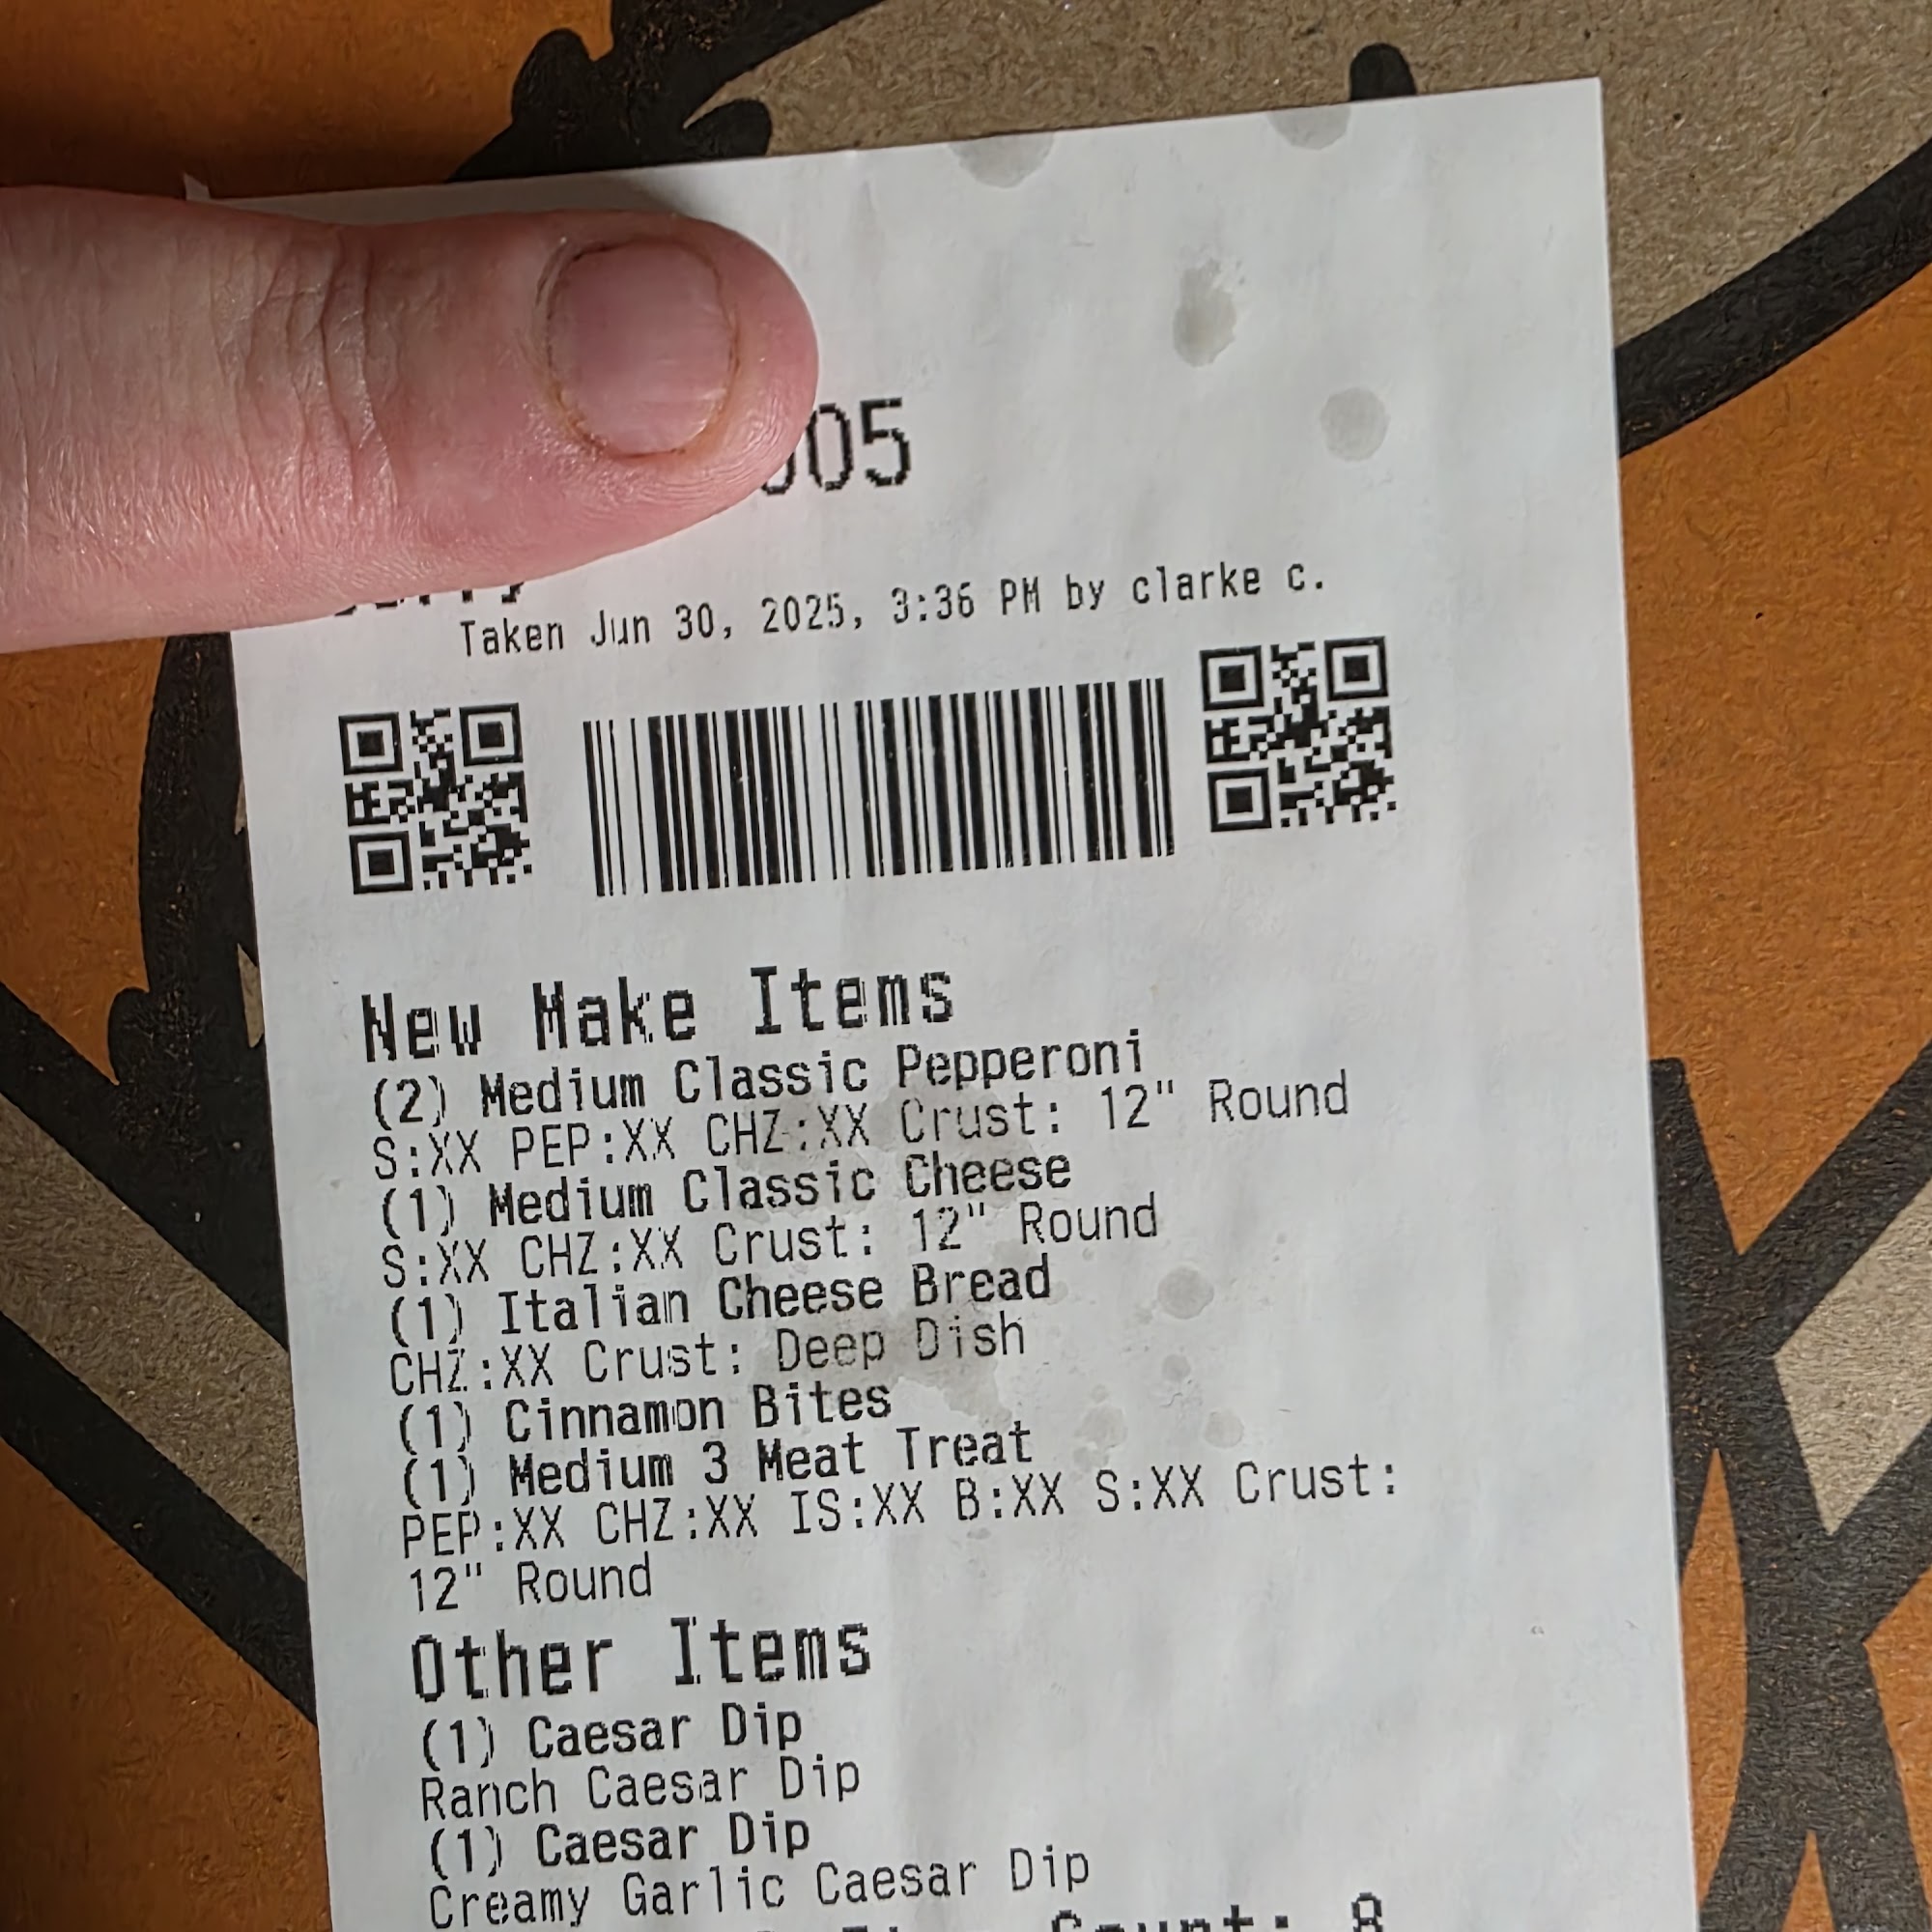 05
Taken Jun 30, 2025, 3:36 PM by clarke c.
New Make Items
(2) Medium Classic Pepperoni
S:XX PEP:XX CHZ:XX Crust: 12" Round
(1) Medium Classic Cheese
S:XX CHZ:XX Crust: 12" Round
(1) Italian Cheese Bread
CHZ:XX Crust: Deep Dish
(1) Cinnamon Bites
(1) Medium 3 Meat Treat
PEP:XX CHZ:XX IS:XX B:XX S:XX Crust:
12" Round
Other Items
(1) Caesar Dip
Ranch Caesar Dip
(1) Caesar Dip
Creamy Garlic Caesar Dip
Count: 8